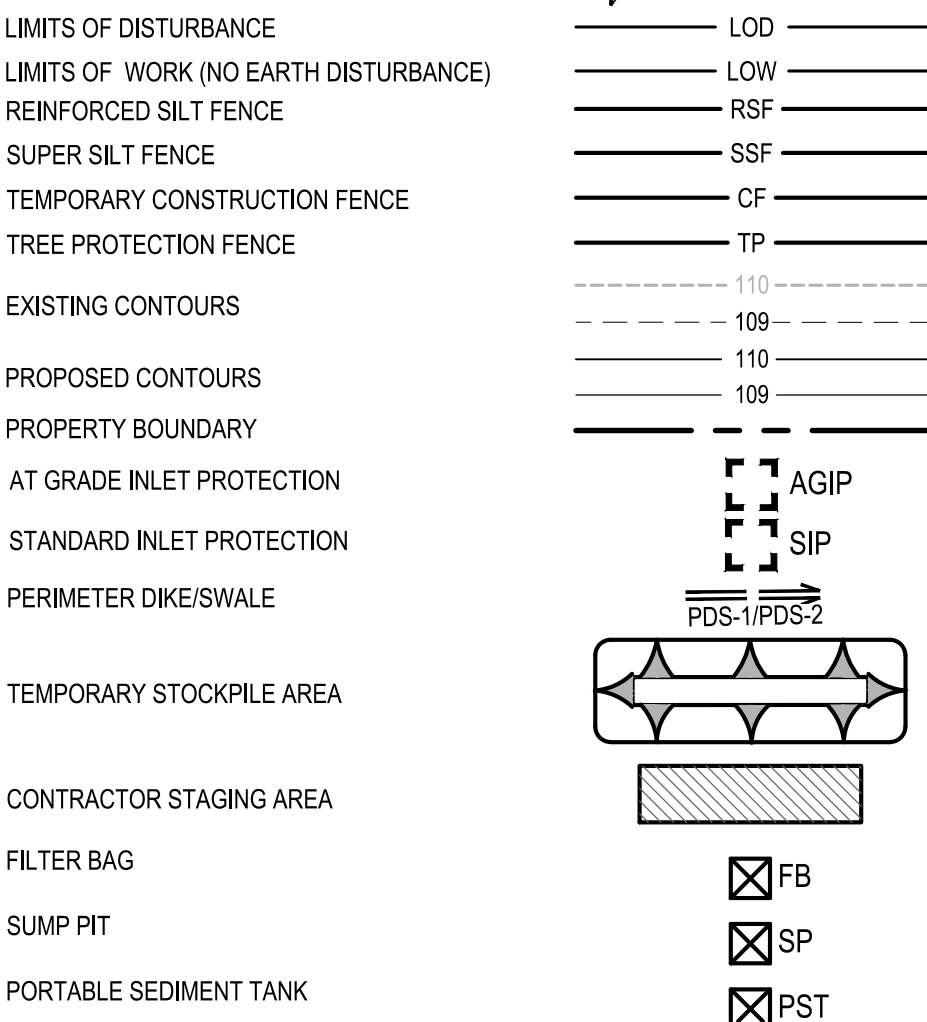 LIMITS OF DISTURBANCE LOD
LIMITS OF WORK (NO EARTH DISTURBANCE) LOW
REINFORCED SILT FENCE RSF
SUPER SILT FENCE SSF
TEMPORARY CONSTRUCTION FENCE CF
TREE PROTECTION FENCE TP
EXISTING CONTOURS 110
109
PROPOSED CONTOURS 110
109
PROPERTY BOUNDARY
AT GRADE INLET PROTECTION AGIP
STANDARD INLET PROTECTION SIP
PERIMETER DIKE/SWALE PDS-1/PDS-2
TEMPORARY STOCKPILE AREA
CONTRACTOR STAGING AREA
FILTER BAG FB
SUMP PIT SP
PORTABLE SEDIMENT TANK PST